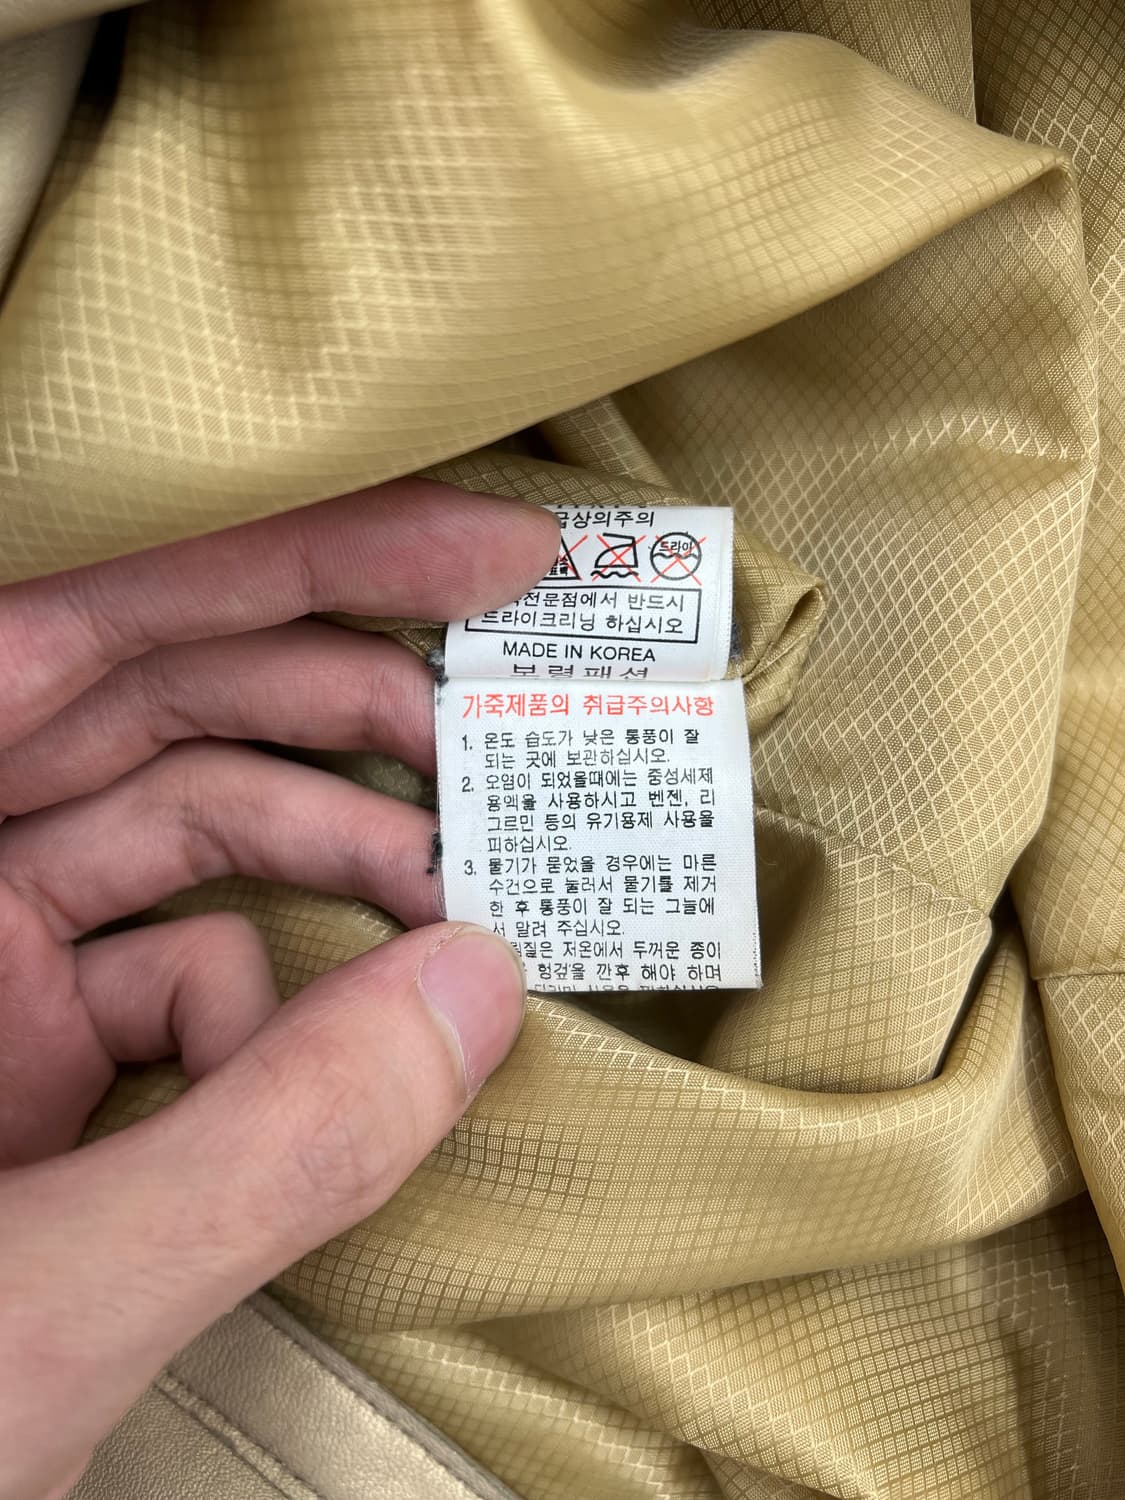 급상의주의
드라이
전문점에서 반드시
드라이크리닝 하십시오
MADE IN KOREA
가죽제품의 취급주의사항
1. 온도 습도가 낮은 통풍이 잘
되는 곳에 보관하십시오.
2. 오염이 되었을때에는 중성세제
용액을 사용하시고 벤젠, 리
그르민 등의 유기용제 사용을
피하십시오.
3. 물기가 묻었을 경우에는 마른
수건으로 눌러서 물기를 제거
한 후 통풍이 잘 되는 그늘에
서 말려 주십시오.
저온에서 두꺼운 종이
헝겊을 깐후 해야 하며